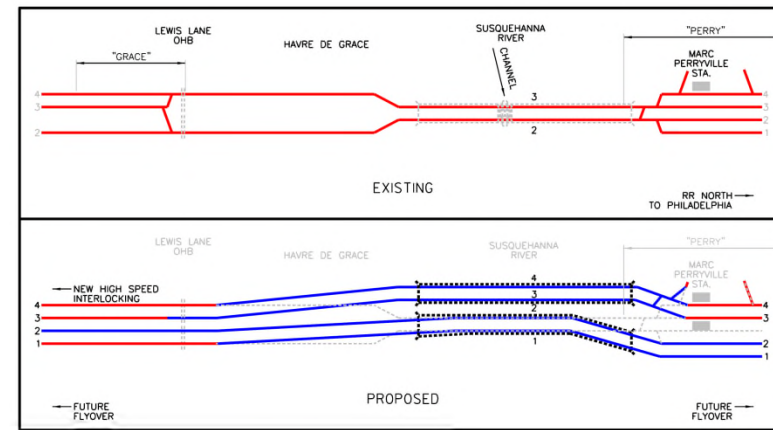 LEWIS LANE
OHB
HAVRE DE GRACE
SUSQUEHANNA
RIVER
CHANNEL
"GRACE"
"PERRY"
MARC
PERRYVILLE
STA.
4
3
2
3
2
4
3
2
1
EXISTING
RR NORTH
TO PHILADELPHIA
LEWIS LANE
OHB
HAVRE DE GRACE
SUSQUEHANNA
RIVER
"PERRY"
MARC
PERRYVILLE
STA.
NEW HIGH SPEED
INTERLOCKING
4
3
2
1
4
3
2
1
4
3
2
1
PROPOSED
FUTURE
FLYOVER
FUTURE
FLYOVER